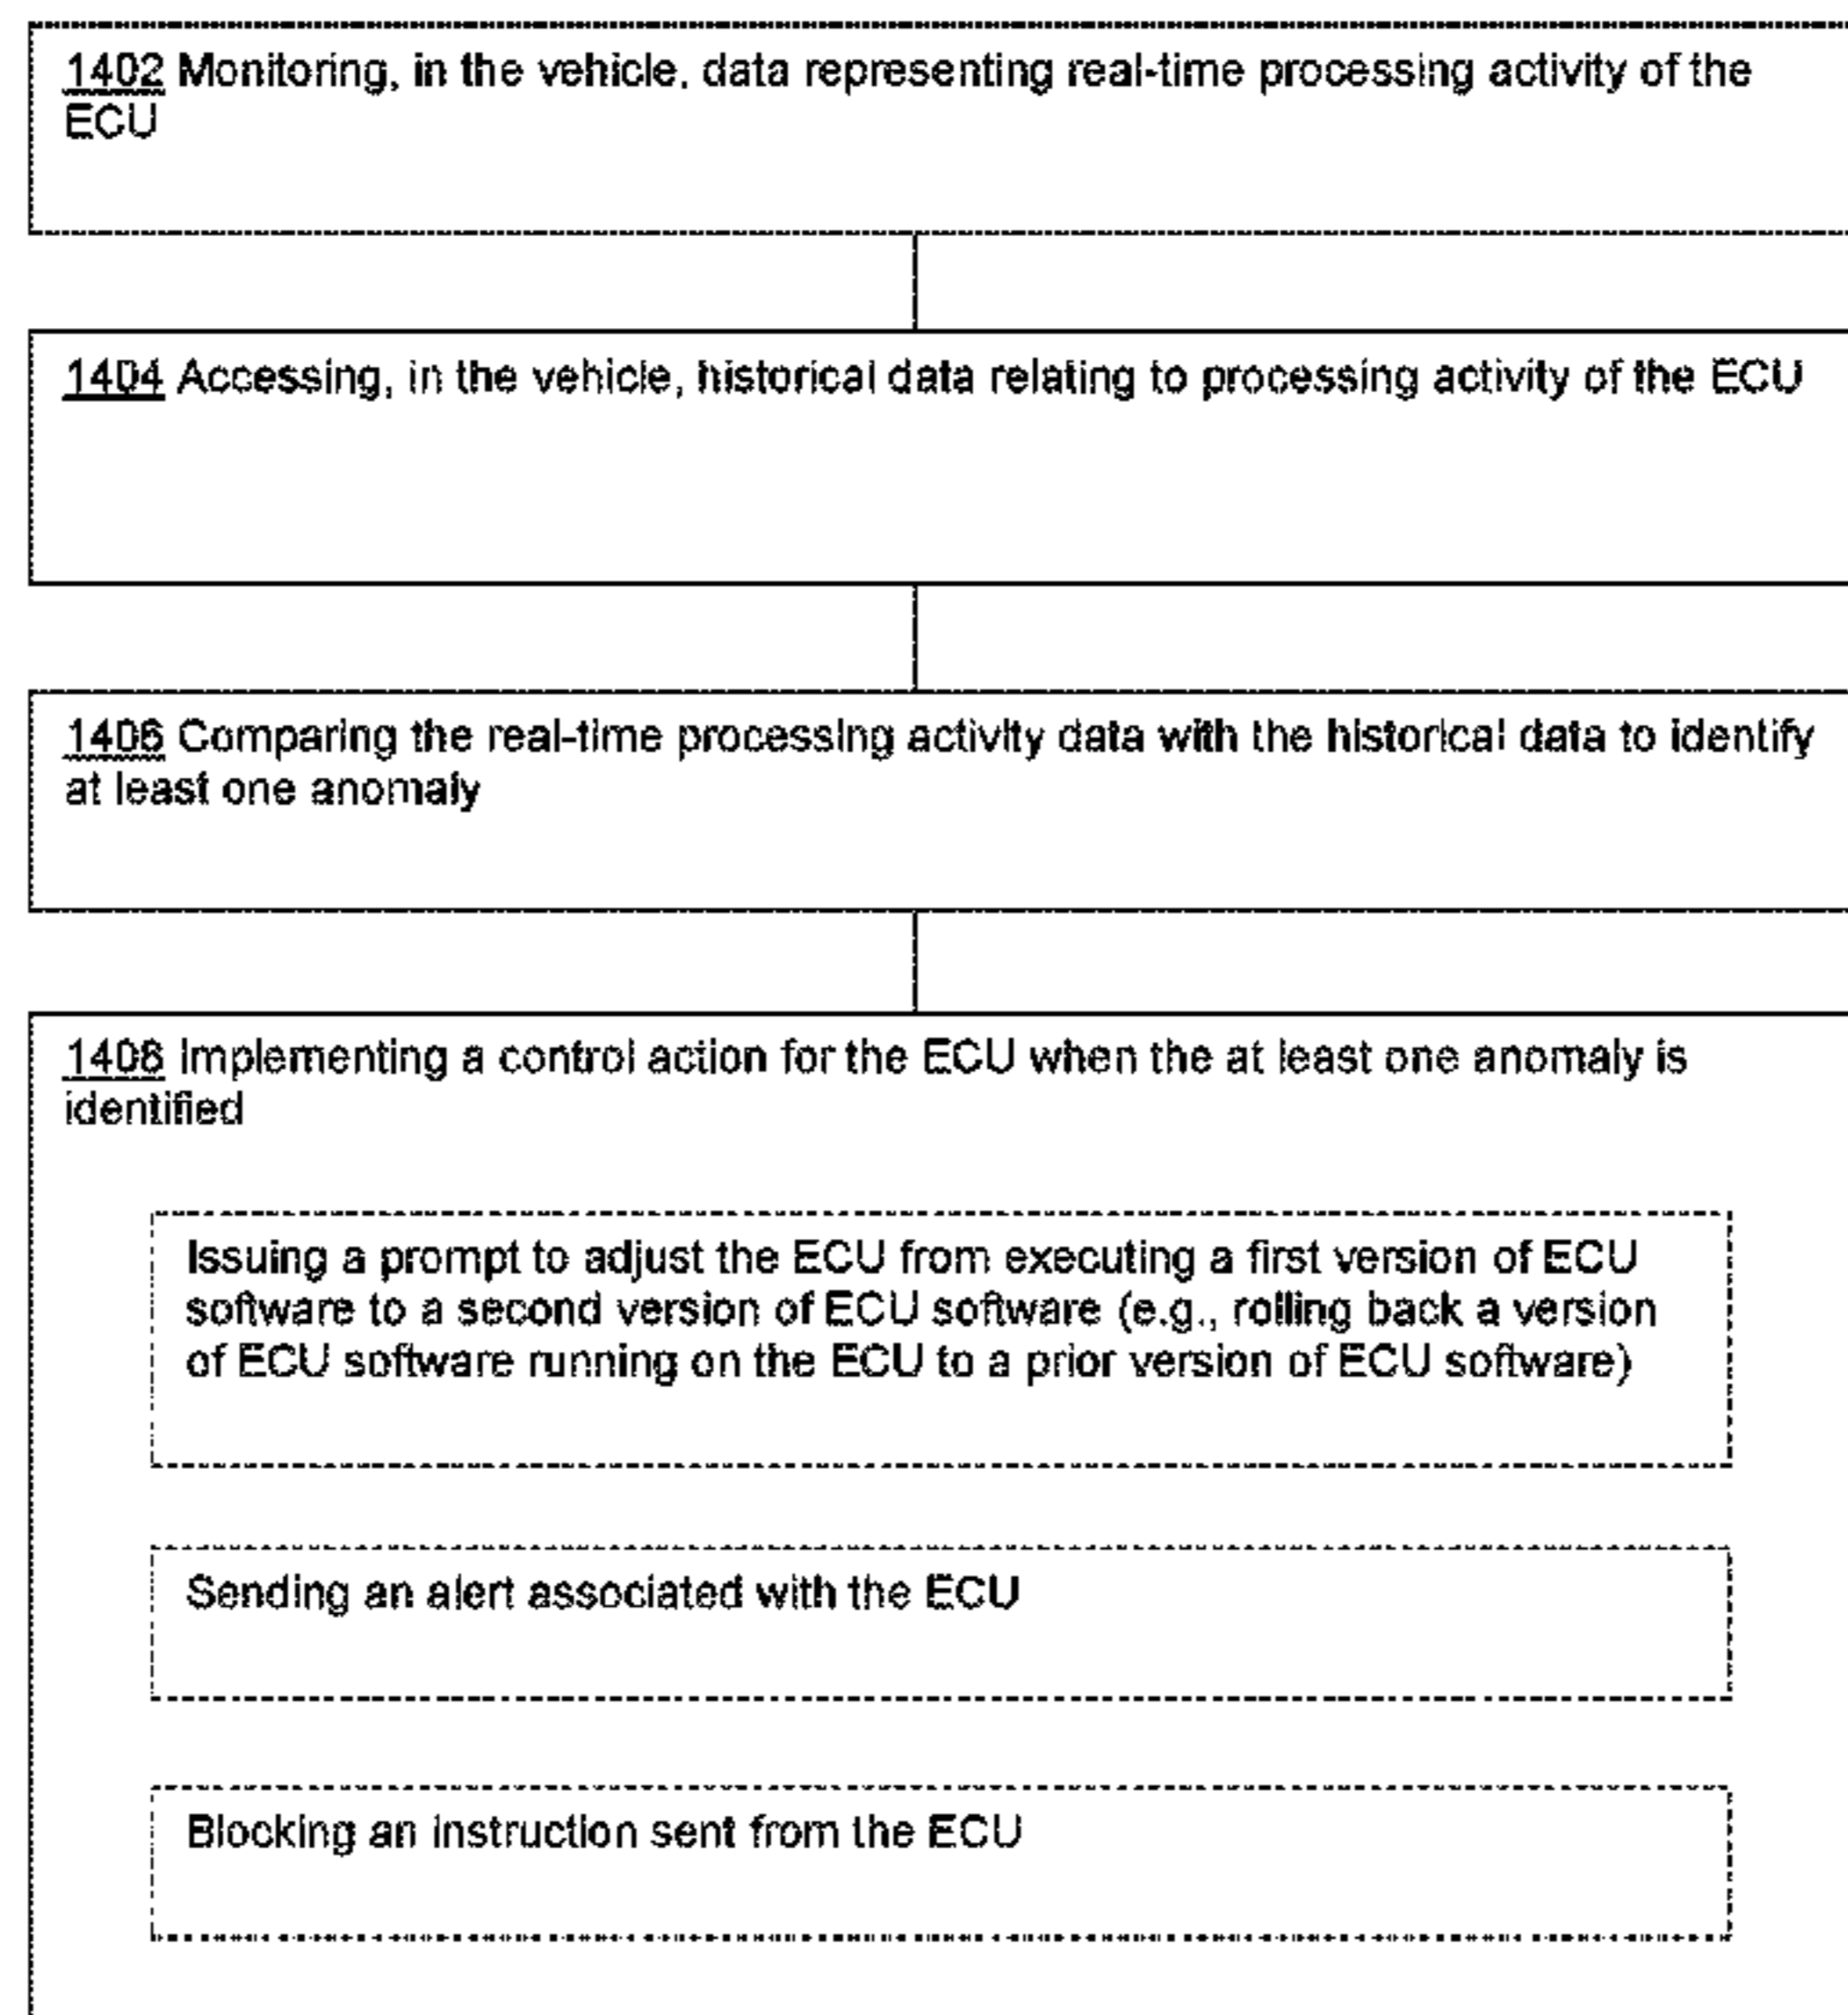 1402 Monitoring, in the vehicle, data representing real-time processing activity of the
ECU
1404 Accessing, in the vehicle, historical data relating to processing activity of the ECU
1406 Comparing the real-time processing activity data with the historical data to identify
at least one anomaly
1408 Implementing a control action for the ECU when the at least one anomaly is
identified
Issuing a prompt to adjust the ECU from executing a first version of ECU
software to a second version of ECU software (e.g., rolling back a version
of ECU software running on the ECU to a prior version of ECU software)
Sending an alert associated with the ECU
Blocking an instruction sent from the ECU